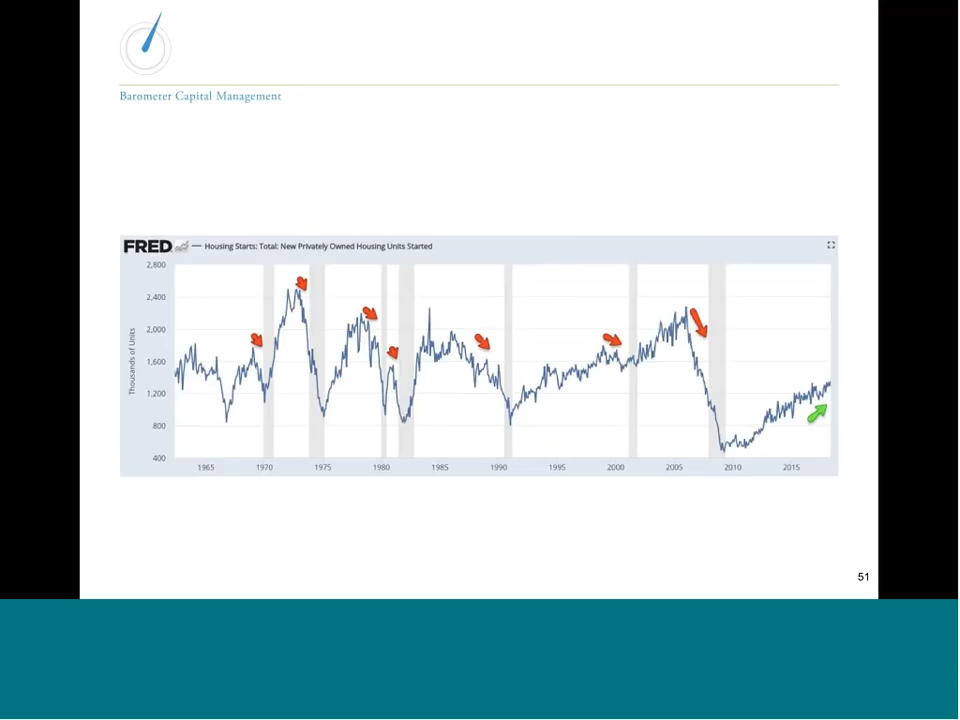 Barometer Capital Management
FRED — Housing Starts: Total: New Privately Owned Housing Units Started
2,800
2,400
2,000
1,600
1,200
800
400
Thousands of Units
1965 1970 1975 1980 1985 1990 1995 2000 2005 2010 2015
51